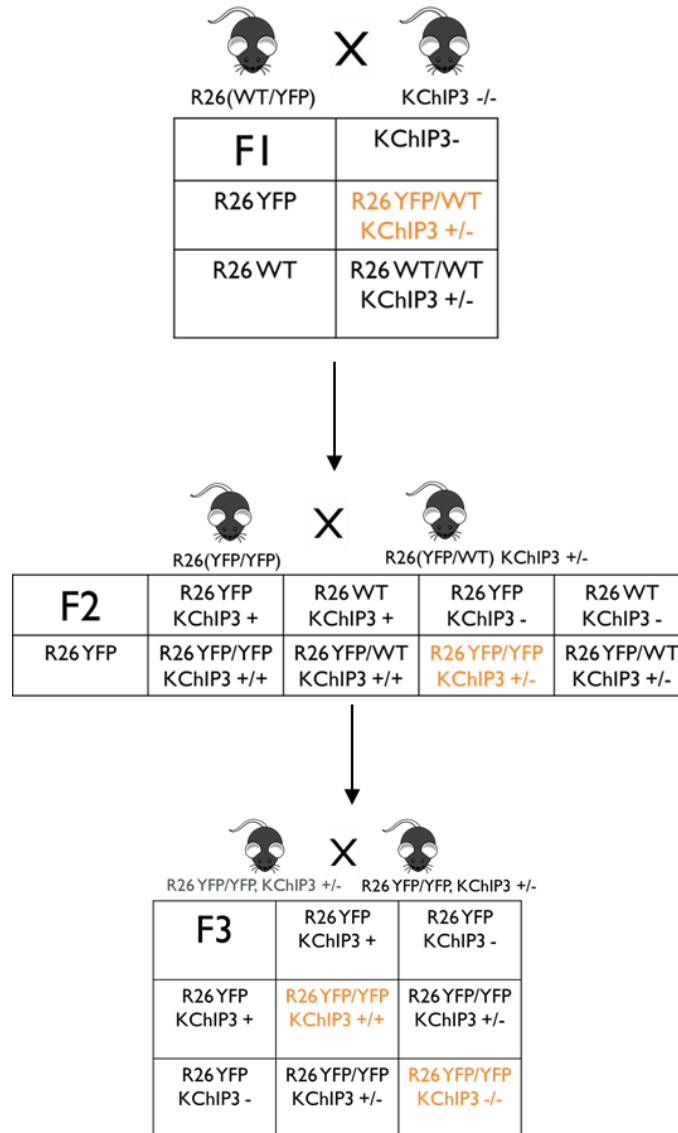 X
R26(WT/YFP) KChIP3 -/-
F1 KChIP3-
R26 YFP R26 YFP/WT
KChIP3 +/-
R26 WT R26 WT/WT
KChIP3 +/-
X
R26(YFP/YFP) R26(YFP/WT) KChIP3 +/-
F2 R26 YFP R26 WT R26 YFP R26 WT
KChIP3 + KChIP3 + KChIP3 - KChIP3 -
R26 YFP R26 YFP/YFP R26 YFP/WT R26 YFP/YFP R26 YFP/WT
KChIP3 +/+ KChIP3 +/+ KChIP3 +/- KChIP3 +/-
X
R26 YFP/YFP, KChIP3 +/- R26 YFP/YFP, KChIP3 +/-
F3 R26 YFP R26 YFP
KChIP3 + KChIP3 -
R26 YFP R26 YFP/YFP R26 YFP/YFP
KChIP3 + KChIP3 +/+ KChIP3 +/-
R26 YFP R26 YFP/YFP R26 YFP/YFP
KChIP3 - KChIP3 +/- KChIP3 -/-